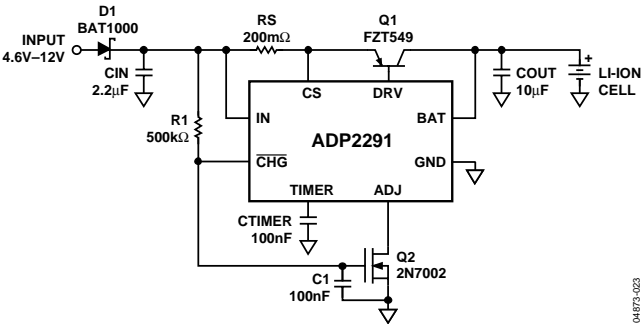 D1
BAT1000
INPUT
4.6V–12V
CIN
2.2μF
RS
200mΩ
Q1
FZT549
COUT
10μF
+
LI-ION
CELL
CS
DRV
IN
BAT
R1
500kΩ
ADP2291
CHG
GND
TIMER
ADJ
CTIMER
100nF
Q2
2N7002
C1
100nF
04873-023